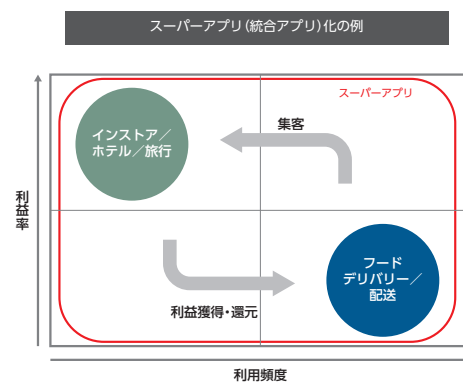 スーパーアプリ（統合アプリ）化の例
スーパーアプリ
集客
インストア／
ホテル／旅行
利益率
フード
デリバリー／
配送
利益獲得・還元
利用頻度